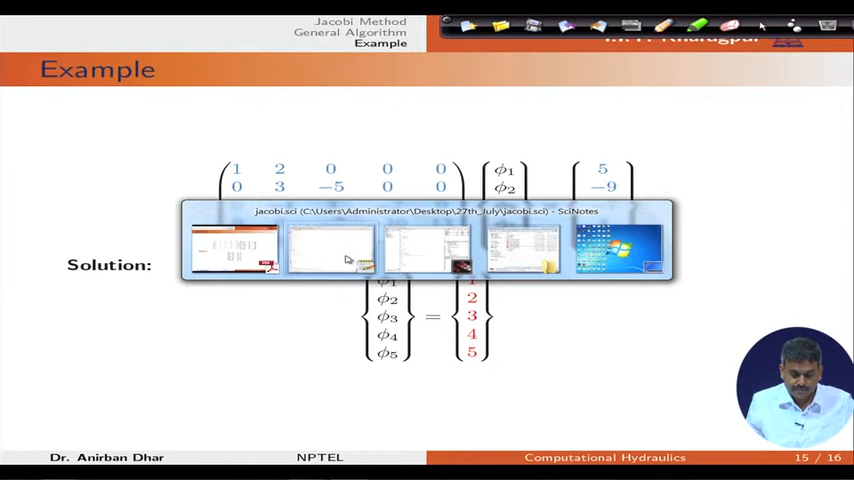 Jacobi Method
General Algorithm
Example
Example
1 2 0 0 0 ϕ1 5
0 3 −5 0 0 ϕ2 −9
jacobi.sci (C:\Users\Administrator\Desktop\27th_July\jacobi.sci) - SciNotes
Solution:
ϕ1 1
ϕ2 2
ϕ3 = 3
ϕ4 4
ϕ5 5
Dr. Anirban Dhar NPTEL Computational Hydraulics 15 / 16